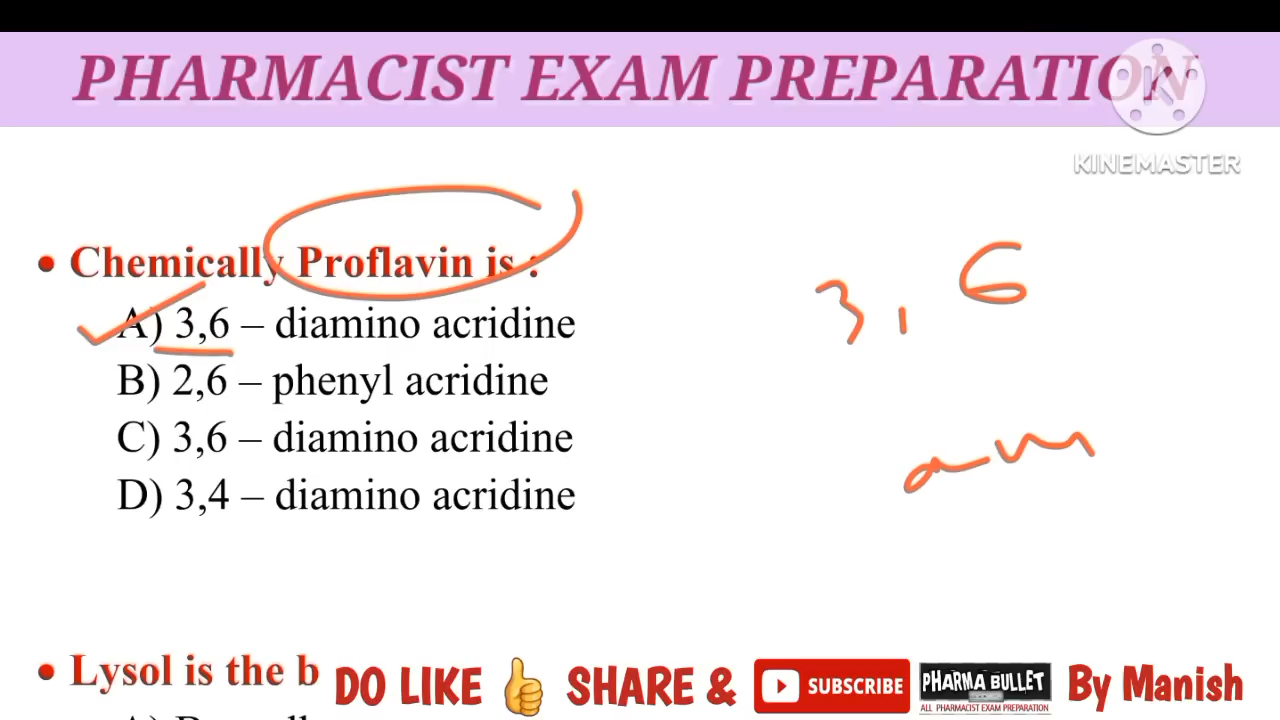 PHARMACIST EXAM PREPARATION
KINEMASTER
• Chemically Proflavin is :
A) 3,6 – diamino acridine
3, 6
B) 2,6 – phenyl acridine
C) 3,6 – diamino acridine
D) 3,4 – diamino acridine
• Lysol is the b
DO LIKE SHARE & SUBSCRIBE PHARMA BULLET By Manish
ALL PHARMACIST EXAM PREPARATION